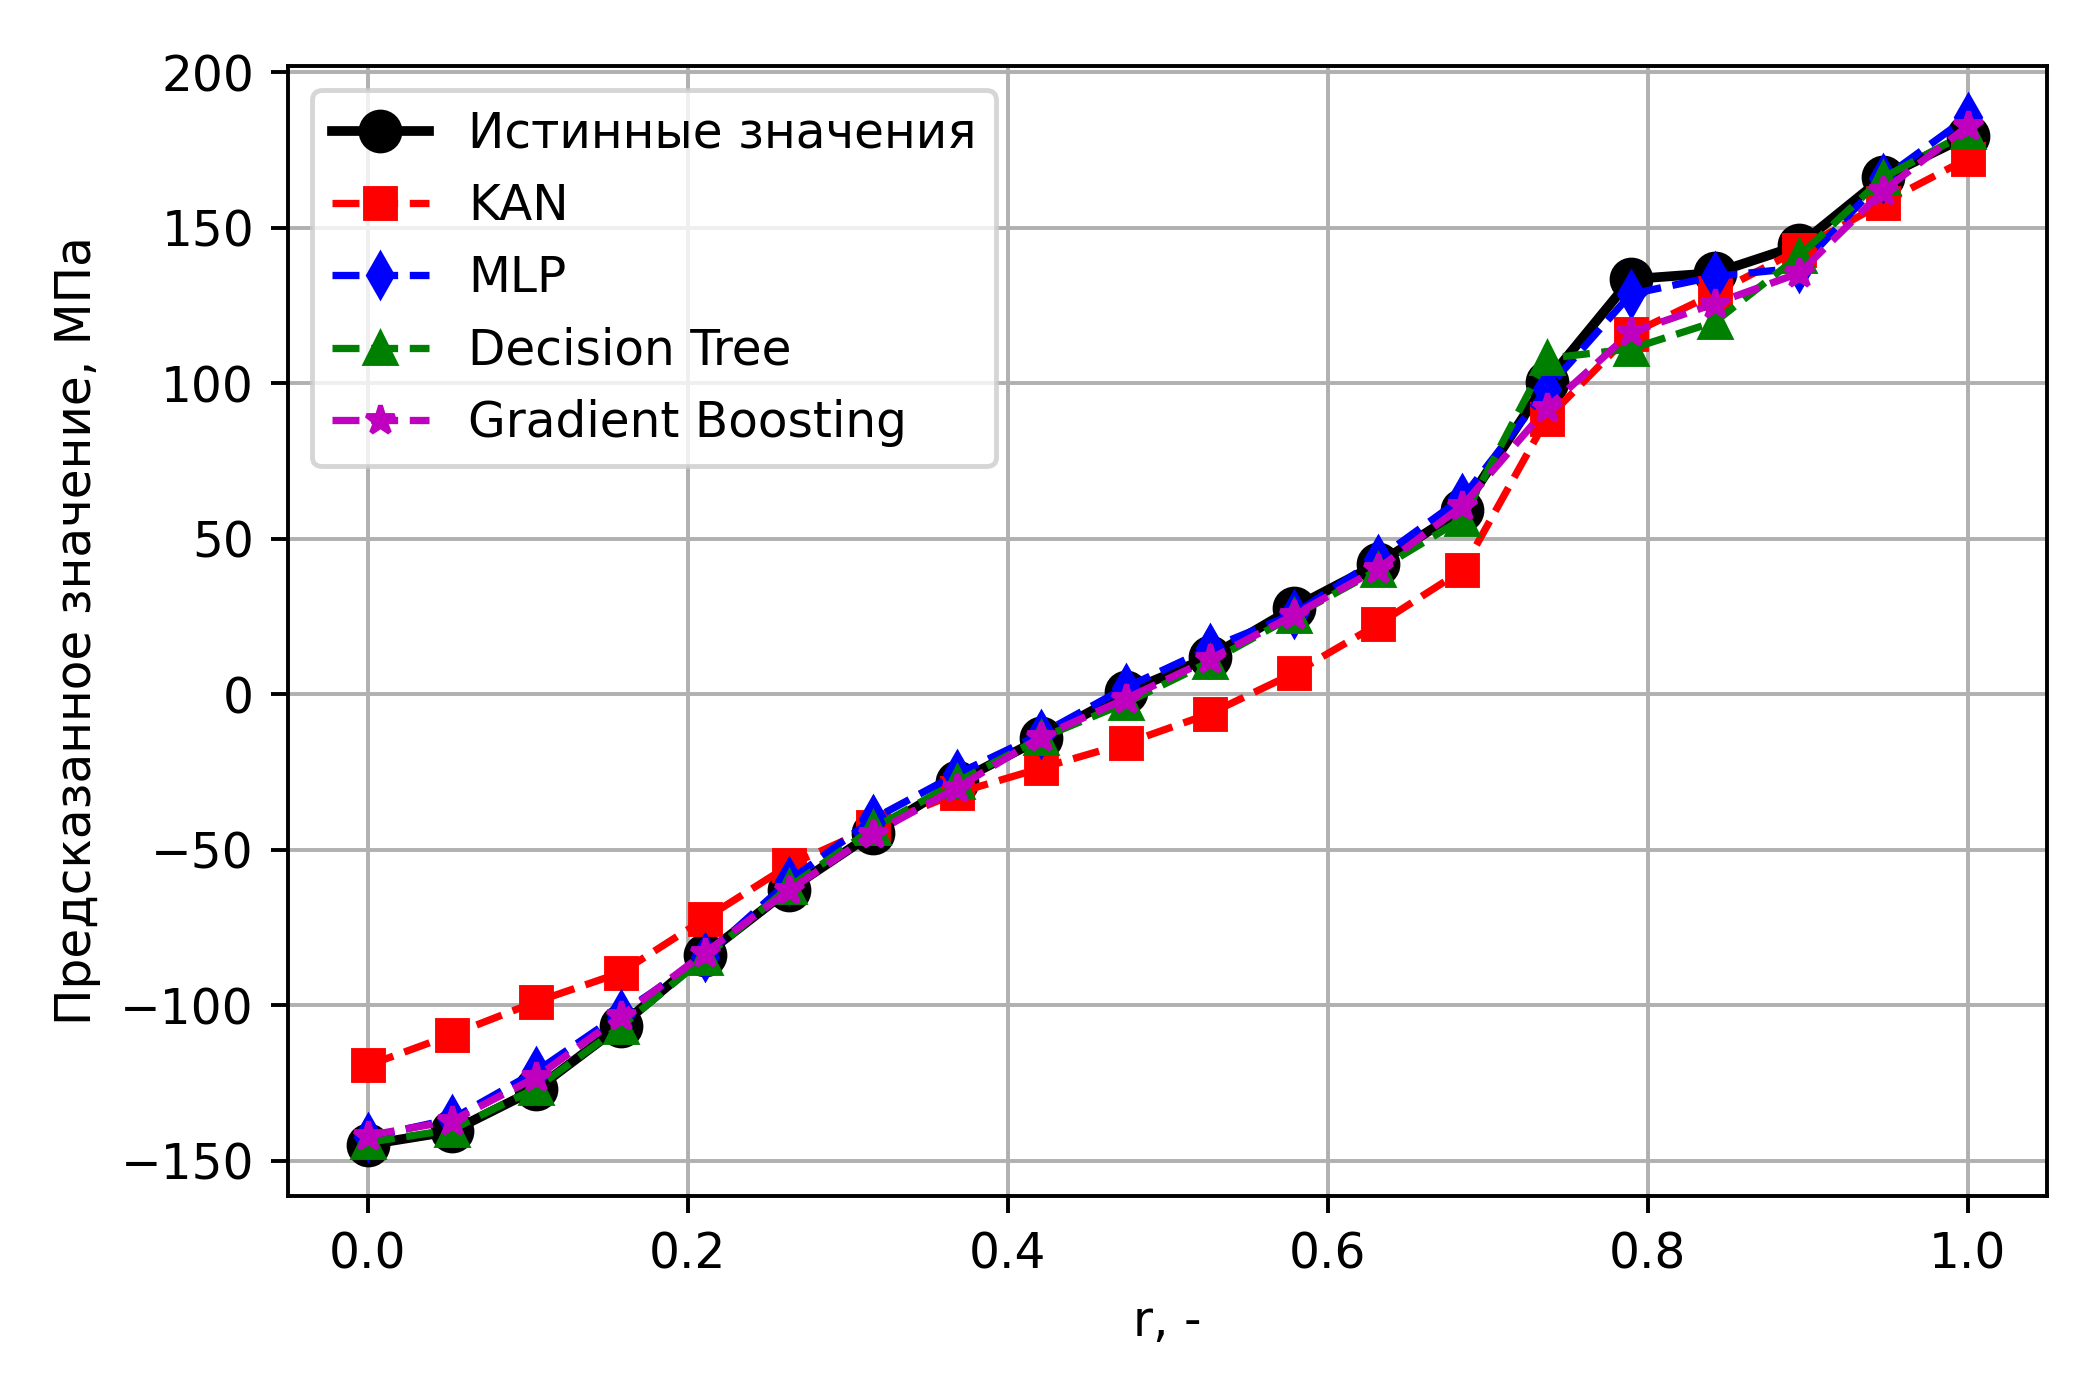 Предсказанное значение, МПа
200
150
100
50
0
−50
−100
−150
Истинные значения
KAN
MLP
Decision Tree
Gradient Boosting
0.0 0.2 0.4 0.6 0.8 1.0
r, -